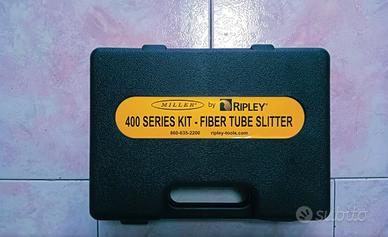 MILLER® by RIPLEY®
400 SERIES KIT - FIBER TUBE SLITTER
860-635-2200 ripley-tools.com
subito